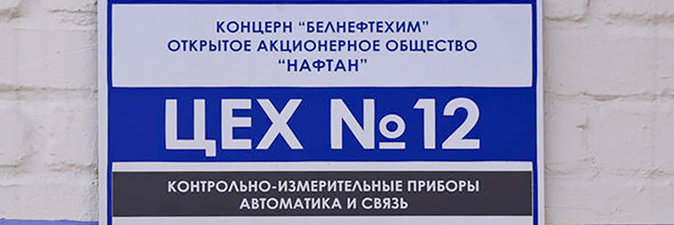 КОНЦЕРН “БЕЛНЕФТЕХИМ”
ОТКРЫТОЕ АКЦИОНЕРНОЕ ОБЩЕСТВО
“НАФТАН”
ЦЕХ №12
КОНТРОЛЬНО-ИЗМЕРИТЕЛЬНЫЕ ПРИБОРЫ
АВТОМАТИКА И СВЯЗЬ